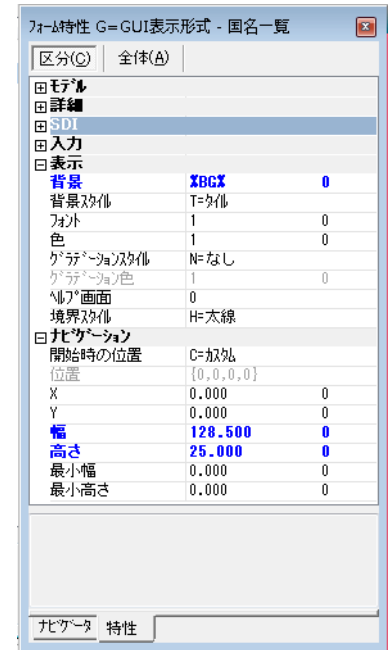 フォーム特性 G=GUI表示形式 - 国名一覧
区分(C) 全体(A)
モデル
詳細
SDI
入力
表示
背景 %BG% 0
背景スタイル T=タイル
フォント 1 0
色 1 0
グラデーションスタイル N=なし
グラデーション色 1 0
ヘルプ画面 0
境界スタイル H=太線
ナビゲーション
開始時の位置 C=カスタム
位置 {0,0,0,0}
X 0.000 0
Y 0.000 0
幅 128.500 0
高さ 25.000 0
最小幅 0.000 0
最小高さ 0.000 0
ナビゲータ 特性